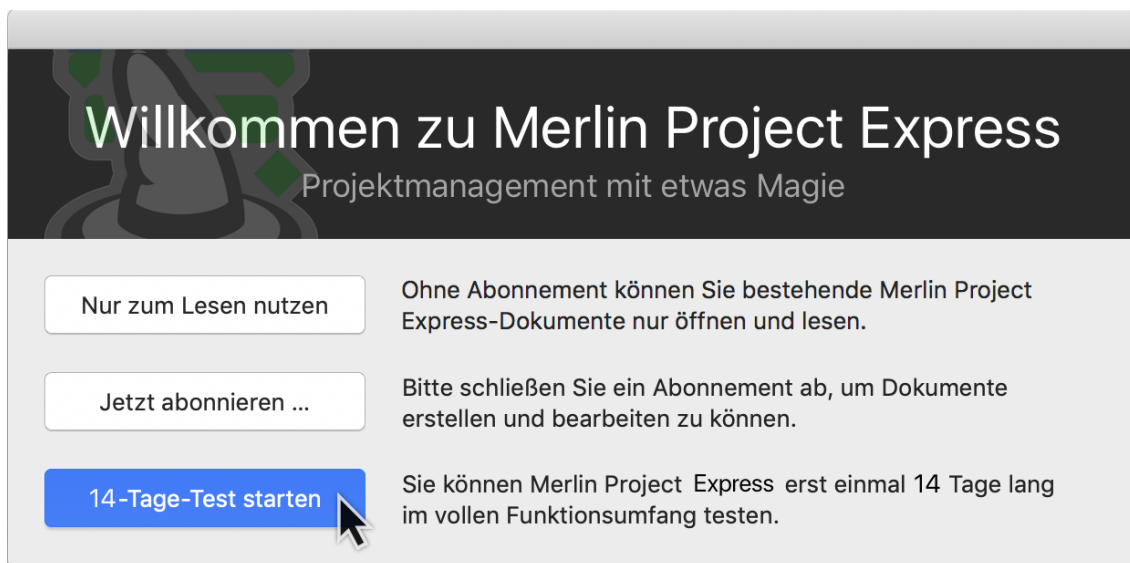 Willkommen zu Merlin Project Express
Projektmanagement mit etwas Magie
Nur zum Lesen nutzen
Ohne Abonnement können Sie bestehende Merlin Project
Express-Dokumente nur öffnen und lesen.
Jetzt abonnieren ...
Bitte schließen Sie ein Abonnement ab, um Dokumente
erstellen und bearbeiten zu können.
14-Tage-Test starten
Sie können Merlin Project Express erst einmal 14 Tage lang
im vollen Funktionsumfang testen.